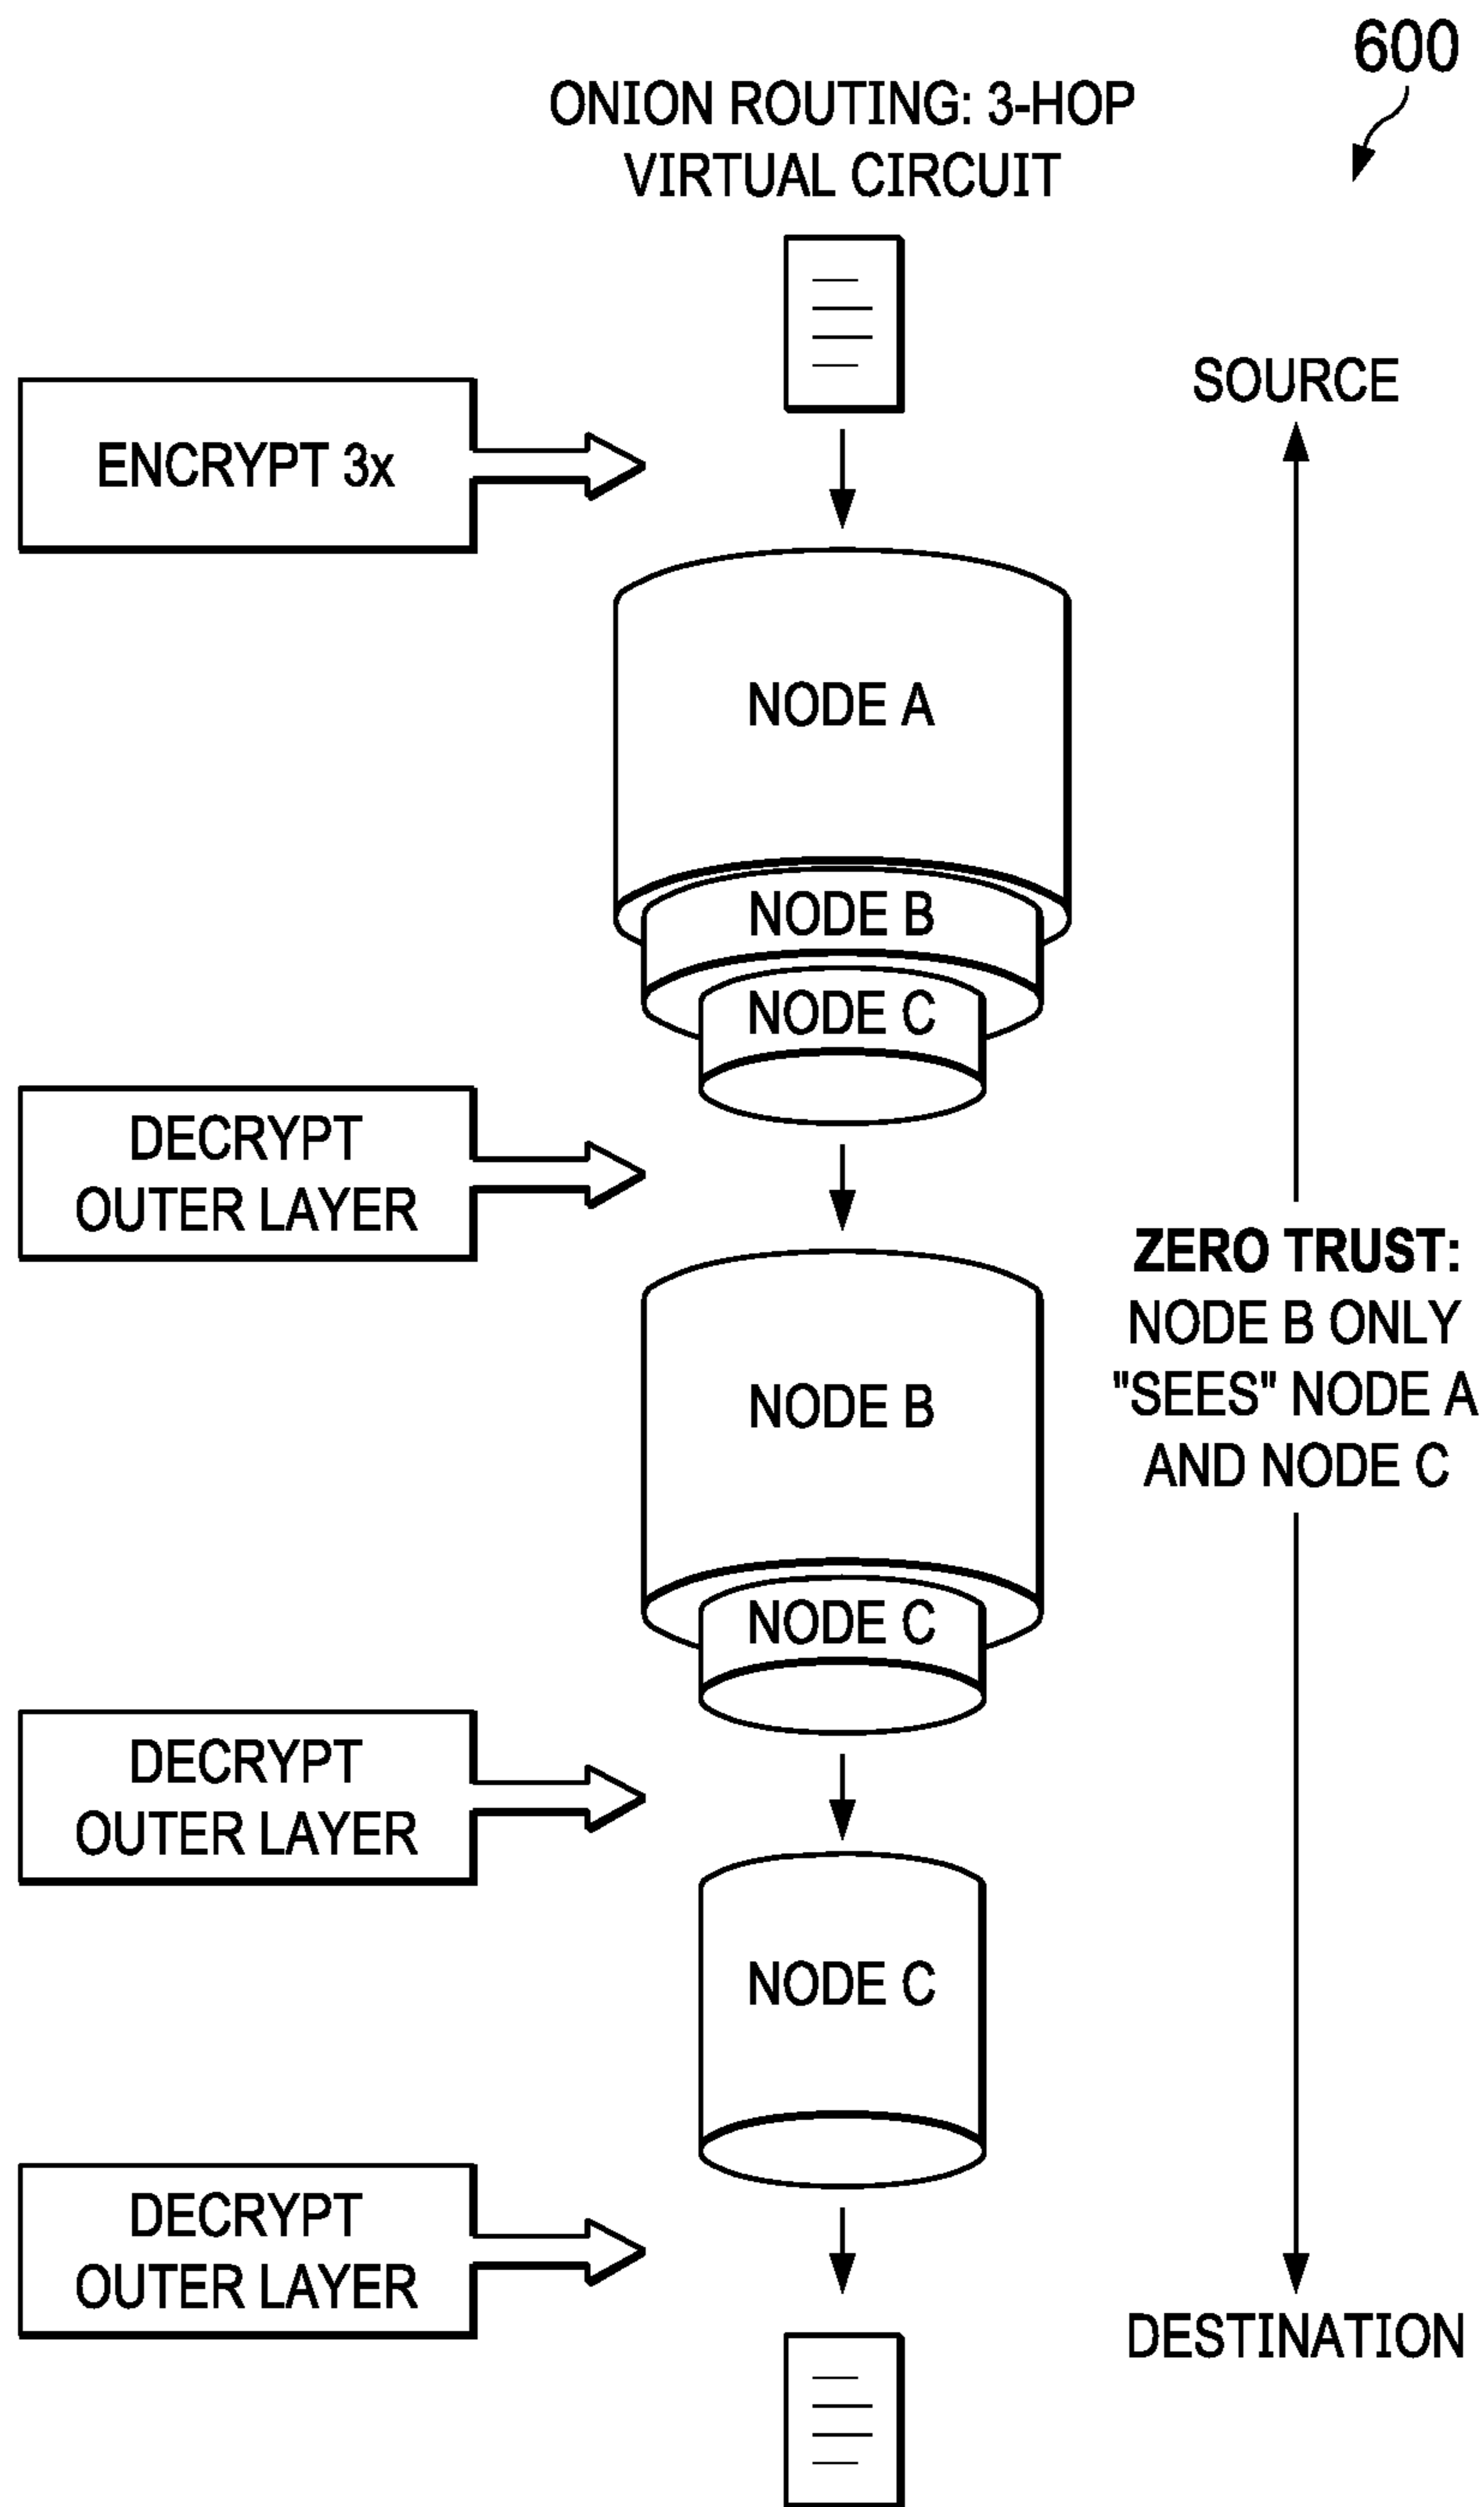 600
ONION ROUTING: 3-HOP
VIRTUAL CIRCUIT
SOURCE
ENCRYPT 3x
NODE A
NODE B
NODE C
DECRYPT
OUTER LAYER
ZERO TRUST:
NODE B ONLY
"SEES" NODE A
AND NODE C
NODE B
NODE C
DECRYPT
OUTER LAYER
NODE C
DECRYPT
OUTER LAYER
DESTINATION